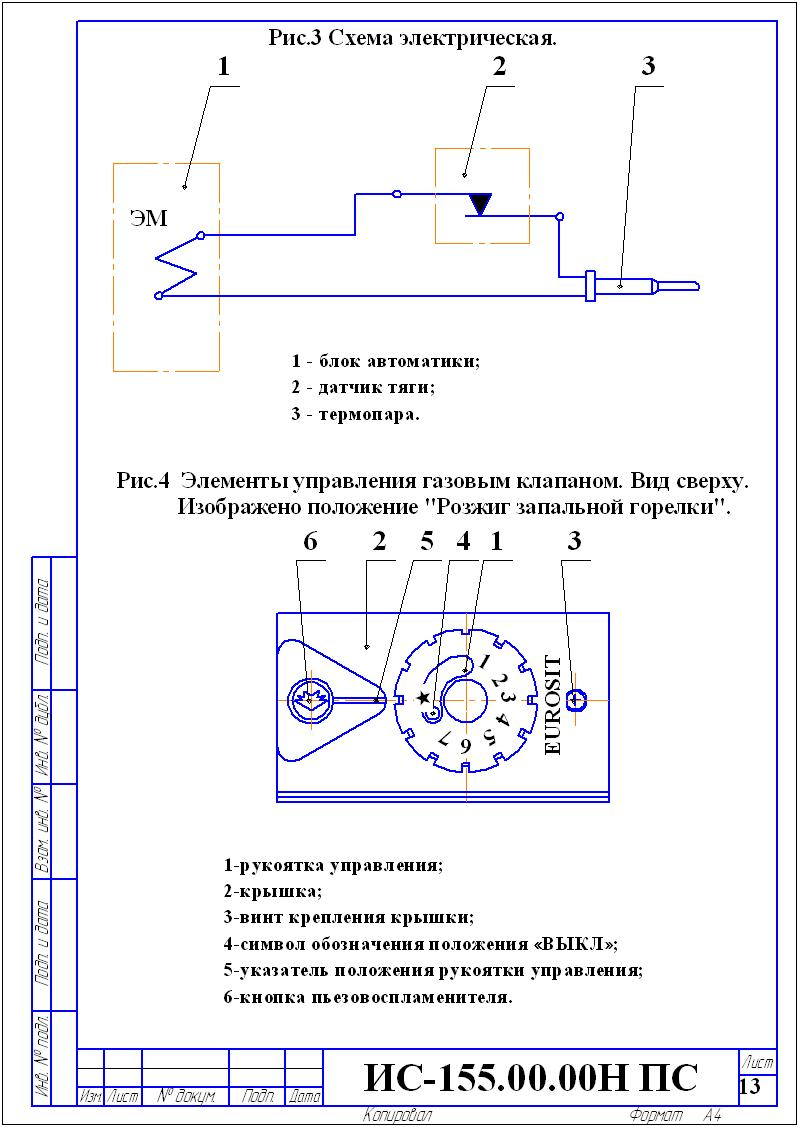 Рис.3 Схема электрическая.
1
2
3
ЭМ
1 - блок автоматики;
2 - датчик тяги;
3 - термопара.
Рис.4 Элементы управления газовым клапаном. Вид сверху.
Изображено положение "Розжиг запальной горелки".
6 2 5 4 1 3
1
2
3
4
5
6
7
EUROSIT
1-рукоятка управления;
2-крышка;
3-винт крепления крышки;
4-символ обозначения положения «ВЫКЛ»;
5-указатель положения рукоятки управления;
6-кнопка пьезовоспламенителя.
Подп. и дата
Инв. № дубл.
Взам. инв. №
Подп. и дата
Инв. № подл.
Изм. Лист № докум. Подп. Дата
ИС-155.00.00Н ПС
Лист
13
Копировал
Формат А4